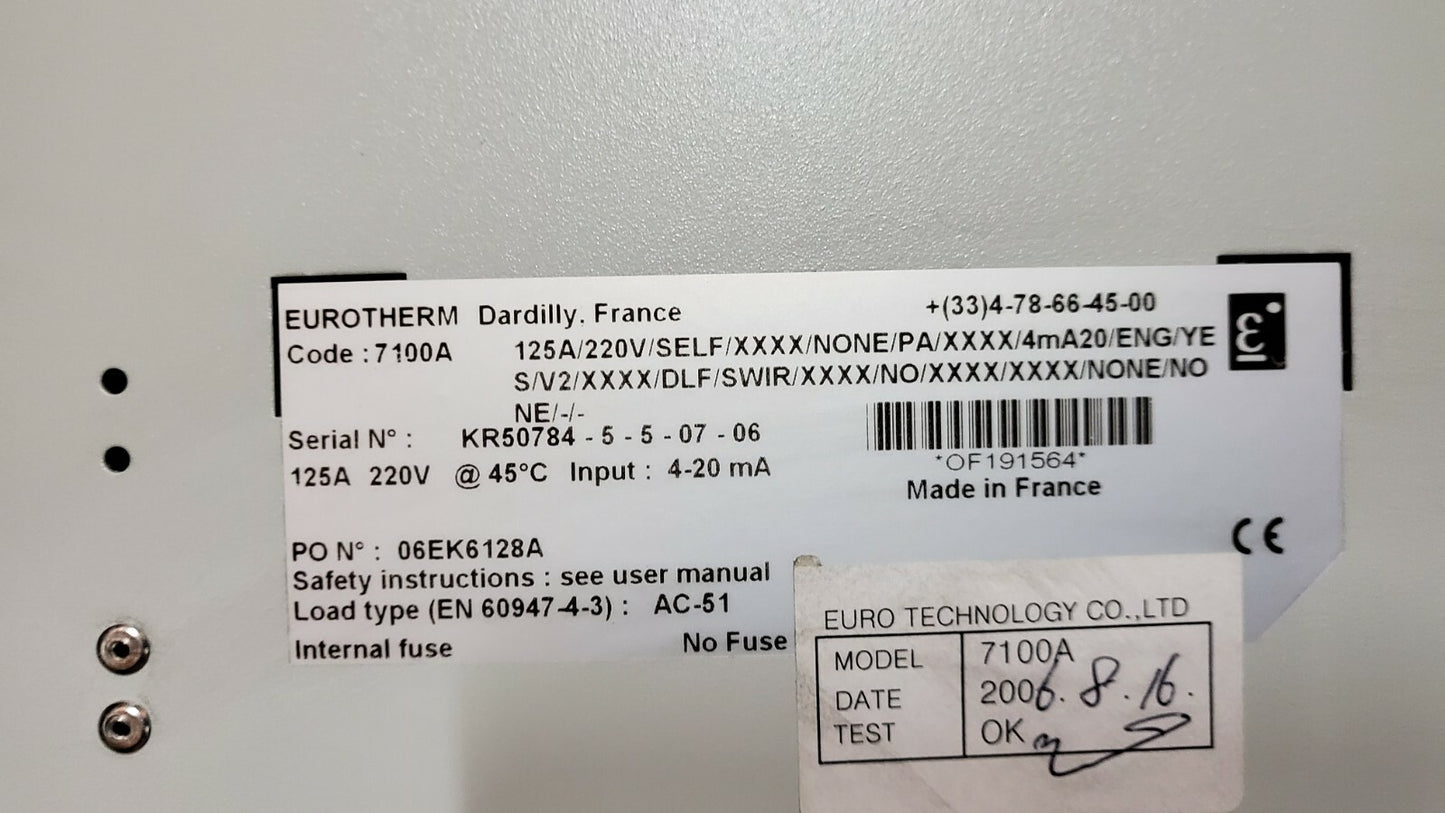 EUROTHERM Dardilly. France +(33)4-78-66-45-00
Code : 7100A 125A/220V/SELF/XXXX/NONE/PA/XXXX/4mA20/ENG/YE
S/V2/XXXX/DLF/SWIR/XXXX/NO/XXXX/XXXX/NONE/NO
NE/-/-
Serial N° : KR50784 - 5 - 5 - 07 - 06
*OF191564*
125A 220V @ 45°C Input : 4-20 mA
Made in France
CE
PO N° : 06EK6128A
Safety instructions : see user manual
Load type (EN 60947-4-3) : AC-51
Internal fuse No Fuse
EURO TECHNOLOGY CO.,LTD
MODEL 7100A
DATE 2006. 8. 16.
TEST OK